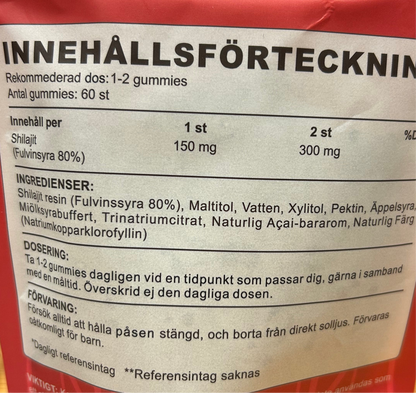 INNEHÅLLSFÖRTECKNIN
Rekommederad dos: 1-2 gummies
Antal gummies: 60 st
Innehåll per 1 st 2 st %D
Shilajit 150 mg 300 mg
(Fulvinsyra 80%)
INGREDIENSER:
Shilajit resin (Fulvinssyra 80%), Maltitol, Vatten, Xylitol, Pektin, Äppelsyra,
Mjölksyrabuffert, Trinatriumcitrat, Naturlig Açai-bararom, Naturlig Färg
(Natriumkopparklorofyllin)
DOSERING:
Ta 1-2 gummies dagligen vid en tidpunkt som passar dig, gärna i samband
med en måltid. Överskrid ej den dagliga dosen.
FÖRVARING:
Försök alltid att hålla påsen stängd, och borta från direkt solljus. Förvaras
oåtkomligt för barn.
*Dagligt referensintag **Referensintag saknas
VIKTIGT:
användas som